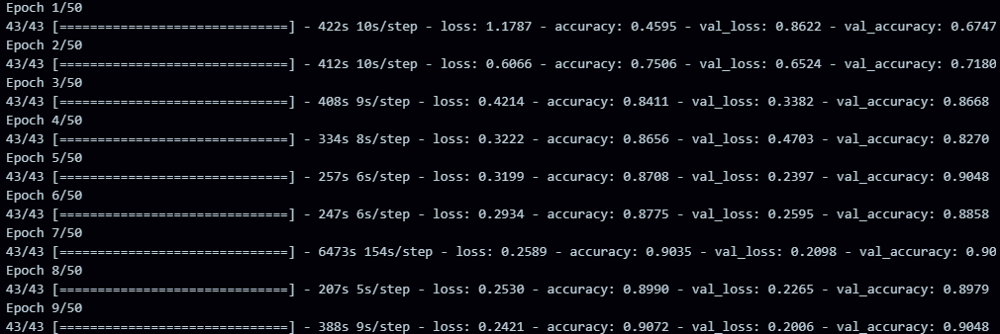 Epoch 1/50
43/43 [==============================] - 422s 10s/step - loss: 1.1787 - accuracy: 0.4595 - val_loss: 0.8622 - val_accuracy: 0.6747
Epoch 2/50
43/43 [==============================] - 412s 10s/step - loss: 0.6066 - accuracy: 0.7506 - val_loss: 0.6524 - val_accuracy: 0.7180
Epoch 3/50
43/43 [==============================] - 408s 9s/step - loss: 0.4214 - accuracy: 0.8411 - val_loss: 0.3382 - val_accuracy: 0.8668
Epoch 4/50
43/43 [==============================] - 334s 8s/step - loss: 0.3222 - accuracy: 0.8656 - val_loss: 0.4703 - val_accuracy: 0.8270
Epoch 5/50
43/43 [==============================] - 257s 6s/step - loss: 0.3199 - accuracy: 0.8708 - val_loss: 0.2397 - val_accuracy: 0.9048
Epoch 6/50
43/43 [==============================] - 247s 6s/step - loss: 0.2934 - accuracy: 0.8775 - val_loss: 0.2595 - val_accuracy: 0.8858
Epoch 7/50
43/43 [==============================] - 6473s 154s/step - loss: 0.2589 - accuracy: 0.9035 - val_loss: 0.2098 - val_accuracy: 0.90
Epoch 8/50
43/43 [==============================] - 207s 5s/step - loss: 0.2530 - accuracy: 0.8990 - val_loss: 0.2265 - val_accuracy: 0.8979
Epoch 9/50
43/43 [==============================] - 388s 9s/step - loss: 0.2421 - accuracy: 0.9072 - val_loss: 0.2006 - val_accuracy: 0.9048